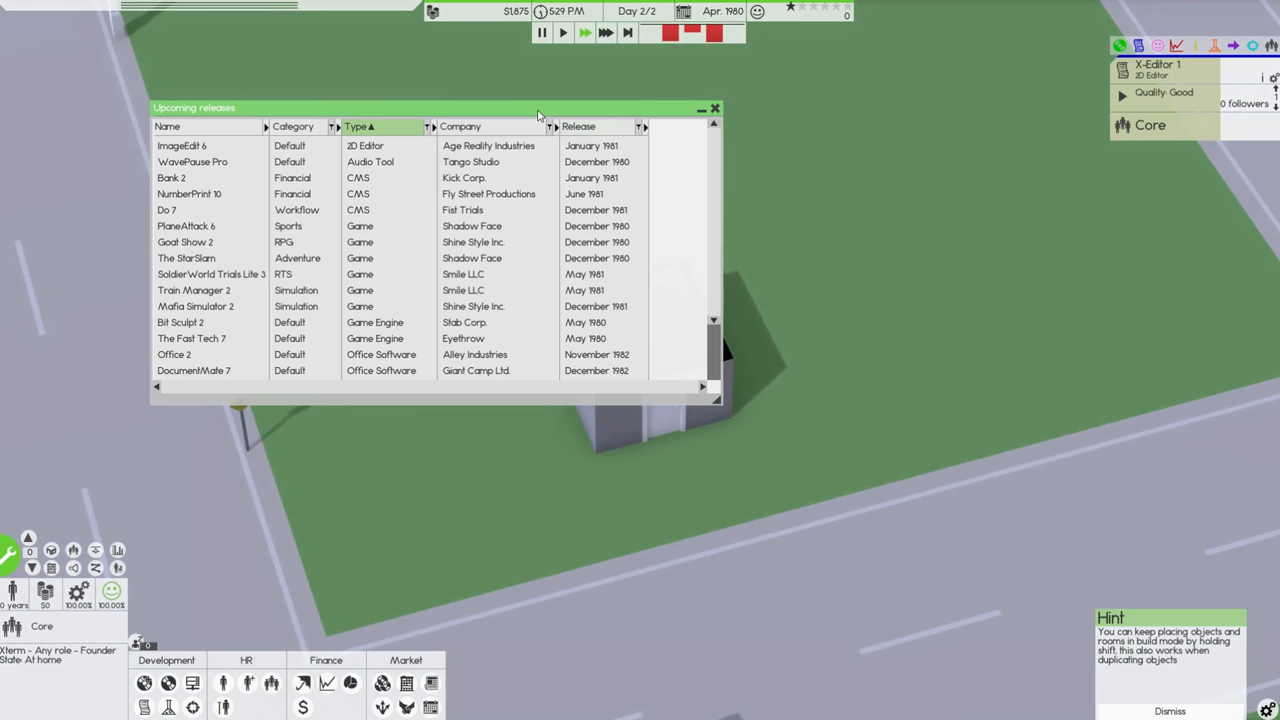 $1,875
5:29 PM
Day 2/2
Apr. 1980
0
X-Editor 1
2D Editor
i
Quality: Good
1
0 followers
Core
Upcoming releases
Name Category Type Company Release
ImageEdit 6 Default 2D Editor Age Reality Industries January 1981
WavePause Pro Default Audio Tool Tango Studio December 1980
Bank 2 Financial CMS Kick Corp. January 1981
NumberPrint 10 Financial CMS Fly Street Productions June 1981
Do 7 Workflow CMS Fist Trials December 1981
PlaneAttack 6 Sports Game Shadow Face December 1980
Goat Show 2 RPG Game Shine Style Inc. December 1980
The StarSlam Adventure Game Shadow Face December 1980
SoldierWorld Trials Lite 3 RTS Game Smile LLC May 1981
Train Manager 2 Simulation Game Smile LLC May 1981
Mafia Simulator 2 Simulation Game Shine Style Inc. December 1981
Bit Sculpt 2 Default Game Engine Stab Corp. May 1980
The Fast Tech 7 Default Game Engine Eyethrow May 1980
Office 2 Default Office Software Alley Industries November 1982
DocumentMate 7 Default Office Software Giant Camp Ltd. December 1982
0
0 years $0 100.00% 100.00%
Core
Xterm - Any role - Founder
State: At home
0
Development HR Finance Market
Hint
You can keep placing objects and
rooms in build mode by holding
shift, this also works when
duplicating objects
Dismiss